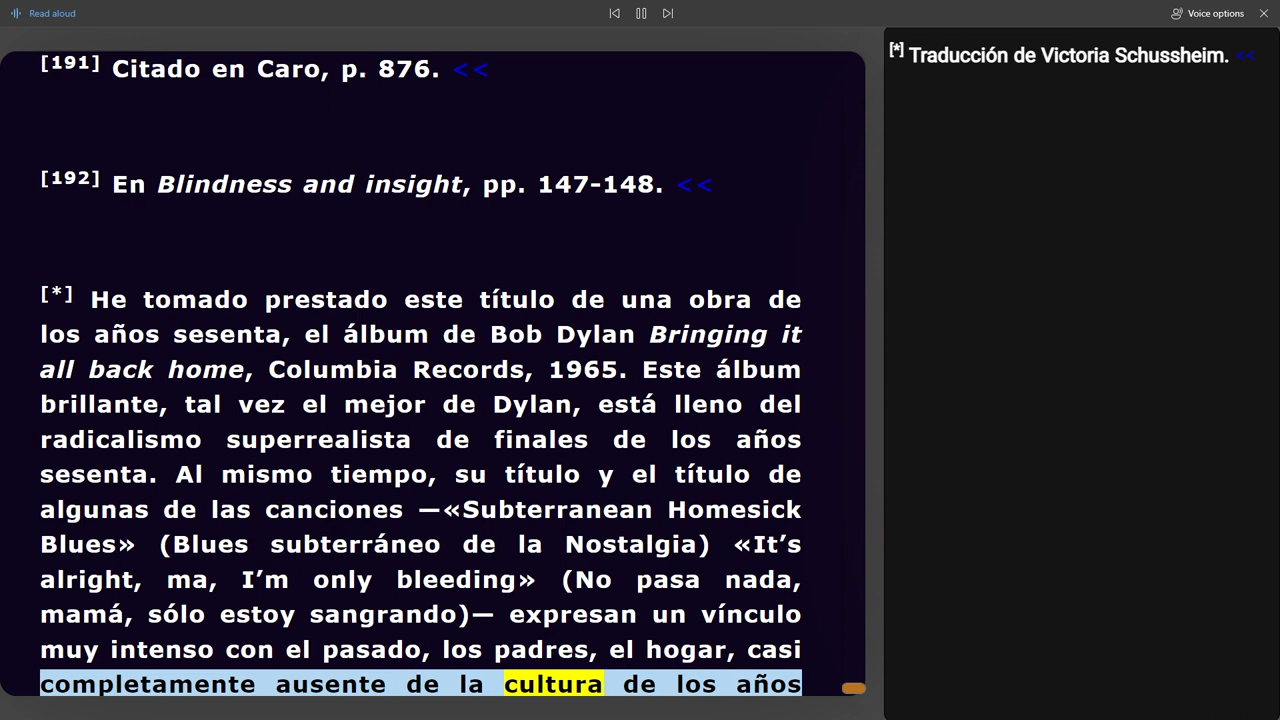 Read aloud
Voice options
[191] Citado en Caro, p. 876. <<
[192] En Blindness and insight, pp. 147-148. <<
[*] He tomado prestado este título de una obra de
los años sesenta, el álbum de Bob Dylan Bringing it
all back home, Columbia Records, 1965. Este álbum
brillante, tal vez el mejor de Dylan, está lleno del
radicalismo superrealista de finales de los años
sesenta. Al mismo tiempo, su título y el título de
algunas de las canciones —«Subterranean Homesick
Blues» (Blues subterráneo de la Nostalgia) «It’s
alright, ma, I’m only bleeding» (No pasa nada,
mamá, sólo estoy sangrando)— expresan un vínculo
muy intenso con el pasado, los padres, el hogar, casi
completamente ausente de la cultura de los años
[*] Traducción de Victoria Schussheim. <<